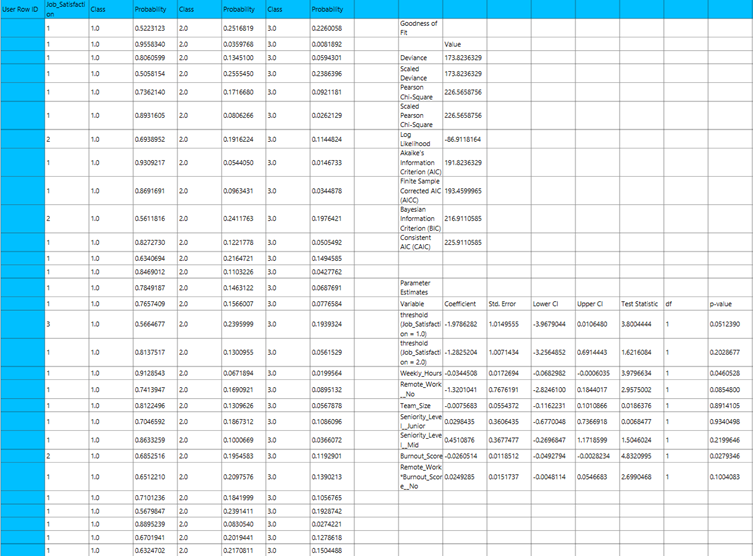 User Row ID Job_Satisfacti on Class Probability Class Probability Class Probability
1 1.0 0.5223123 2.0 0.2516819 3.0 0.2260058 Goodness of Fit
1 1.0 0.9558340 2.0 0.0359768 3.0 0.0081892 Value
1 1.0 0.8060599 2.0 0.1345100 3.0 0.0594301 Deviance 173.8236329
1 1.0 0.5058154 2.0 0.2555450 3.0 0.2386396 Scaled Deviance 173.8236329
1 1.0 0.7362140 2.0 0.1716680 3.0 0.0921181 Pearson Chi-Square 226.5658756
1 1.0 0.8931605 2.0 0.0806266 3.0 0.0262129 Scaled Pearson Chi-Square 226.5658756
2 1.0 0.6938952 2.0 0.1916224 3.0 0.1144824 Log Likelihood -86.9118164
1 1.0 0.9309217 2.0 0.0544050 3.0 0.0146733 Akaike's Information Criterion (AIC) 191.8236329
1 1.0 0.8691691 2.0 0.0963431 3.0 0.0344878 Finite Sample Corrected AIC (AICC) 193.4599965
2 1.0 0.5611816 2.0 0.2411763 3.0 0.1976421 Bayesian Information Criterion (BIC) 216.9110585
1 1.0 0.8272730 2.0 0.1221778 3.0 0.0505492 Consistent AIC (CAIC) 225.9110585
1 1.0 0.6340694 2.0 0.2164721 3.0 0.1494585
1 1.0 0.8469012 2.0 0.1103226 3.0 0.0427762
1 1.0 0.7849187 2.0 0.1463122 3.0 0.0687691 Parameter Estimates
1 1.0 0.7657409 2.0 0.1566007 3.0 0.0776584 Variable Coefficient Std. Error Lower CI Upper CI Test Statistic df p-value
3 1.0 0.5664677 2.0 0.2395999 3.0 0.1939324 threshold (Job_Satisfacti on = 1.0) -1.9786282 1.0149555 -3.9679044 0.0106480 3.8004444 1 0.0512390
1 1.0 0.8137517 2.0 0.1300955 3.0 0.0561529 threshold (Job_Satisfacti on = 2.0) -1.2825204 1.0071434 -3.2564852 0.6914443 1.6216084 1 0.2028677
1 1.0 0.9128543 2.0 0.0671894 3.0 0.0199564 Weekly_Hours -0.0344508 0.0172694 -0.0682982 -0.0006035 3.9796634 1 0.0460528
1 1.0 0.7413947 2.0 0.1690921 3.0 0.0895132 Remote_Work __No -1.3201041 0.7676191 -2.8246100 0.1844017 2.9575002 1 0.0854800
1 1.0 0.8122496 2.0 0.1309626 3.0 0.0567878 Team_Size -0.0075683 0.0554372 -0.1162231 0.1010866 0.0186376 1 0.8914105
1 1.0 0.7046592 2.0 0.1867312 3.0 0.1086096 Seniority_Leve l__Junior 0.0298435 0.3606435 -0.6770048 0.7366918 0.0068477 1 0.9340498
1 1.0 0.8633259 2.0 0.1000669 3.0 0.0366072 Seniority_Leve l__Mid 0.4510876 0.3677477 -0.2696847 1.1718599 1.5046024 1 0.2199646
2 1.0 0.6852516 2.0 0.1954583 3.0 0.1192901 Burnout_Score -0.0260514 0.0118512 -0.0492794 -0.0028234 4.8320995 1 0.0279346
1 1.0 0.6512210 2.0 0.2097576 3.0 0.1390213 Remote_Work *Burnout_Scor e__No 0.0249285 0.0151737 -0.0048114 0.0546683 2.6990468 1 0.1004083
1 1.0 0.7101236 2.0 0.1841999 3.0 0.1056765
1 1.0 0.5679847 2.0 0.2391411 3.0 0.1928742
1 1.0 0.8895239 2.0 0.0830540 3.0 0.0274221
1 1.0 0.6701941 2.0 0.2019441 3.0 0.1278618
1 1.0 0.6324702 2.0 0.2170811 3.0 0.1504488